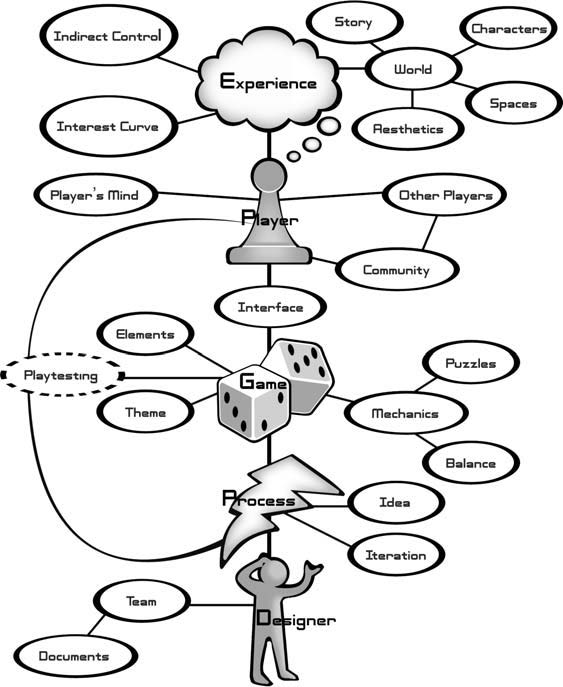 Story
Characters
Indirect Control
World
Experience
Spaces
Interest Curve
Aesthetics
Player's Mind
Other Players
Player
Community
Interface
Elements
Puzzles
Playtesting
Game
Theme
Mechanics
Balance
Process
Idea
Iteration
Team
Designer
Documents